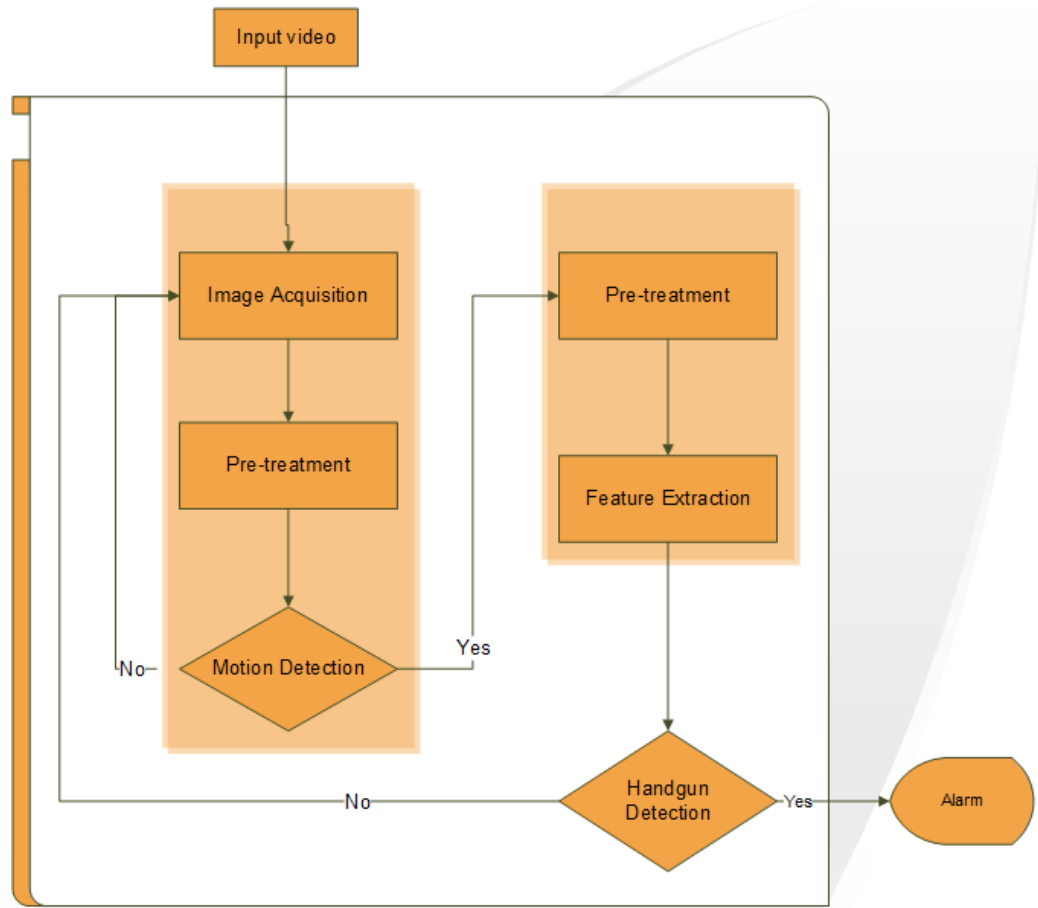 Input video
Image Acquisition
Pre-treatment
Pre-treatment
Feature Extraction
Yes
Motion Detection
No
Handgun
Detection
No
Yes
Alarm